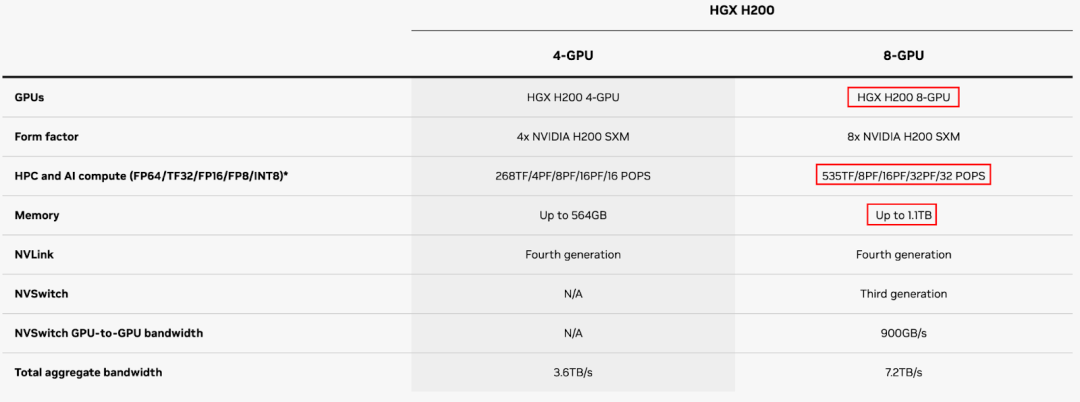 HGX H200
4-GPU 8-GPU
GPUs HGX H200 4-GPU HGX H200 8-GPU
Form factor 4x NVIDIA H200 SXM 8x NVIDIA H200 SXM
HPC and AI compute (FP64/TF32/FP16/FP8/INT8)* 268TF/4PF/8PF/16PF/16 POPS 535TF/8PF/16PF/32PF/32 POPS
Memory Up to 564GB Up to 1.1TB
NVLink Fourth generation Fourth generation
NVSwitch N/A Third generation
NVSwitch GPU-to-GPU bandwidth N/A 900GB/s
Total aggregate bandwidth 3.6TB/s 7.2TB/s